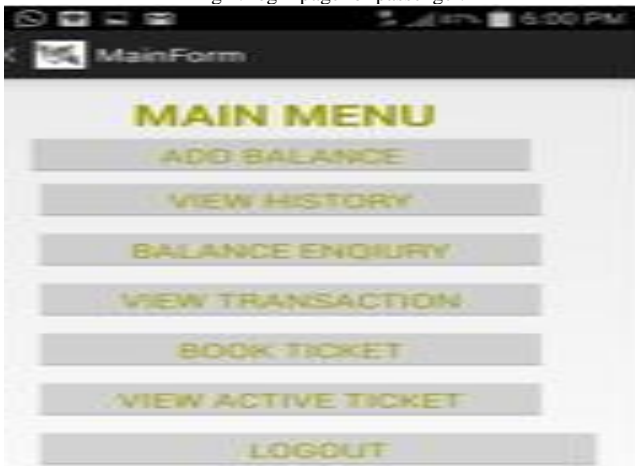 6:00 PM
MainForm
MAIN MENU
ADD BALANCE
VIEW HISTORY
BALANCE ENQIURY
VIEW TRANSACTION
BOOK TICKET
VIEW ACTIVE TICKET
LOGOUT